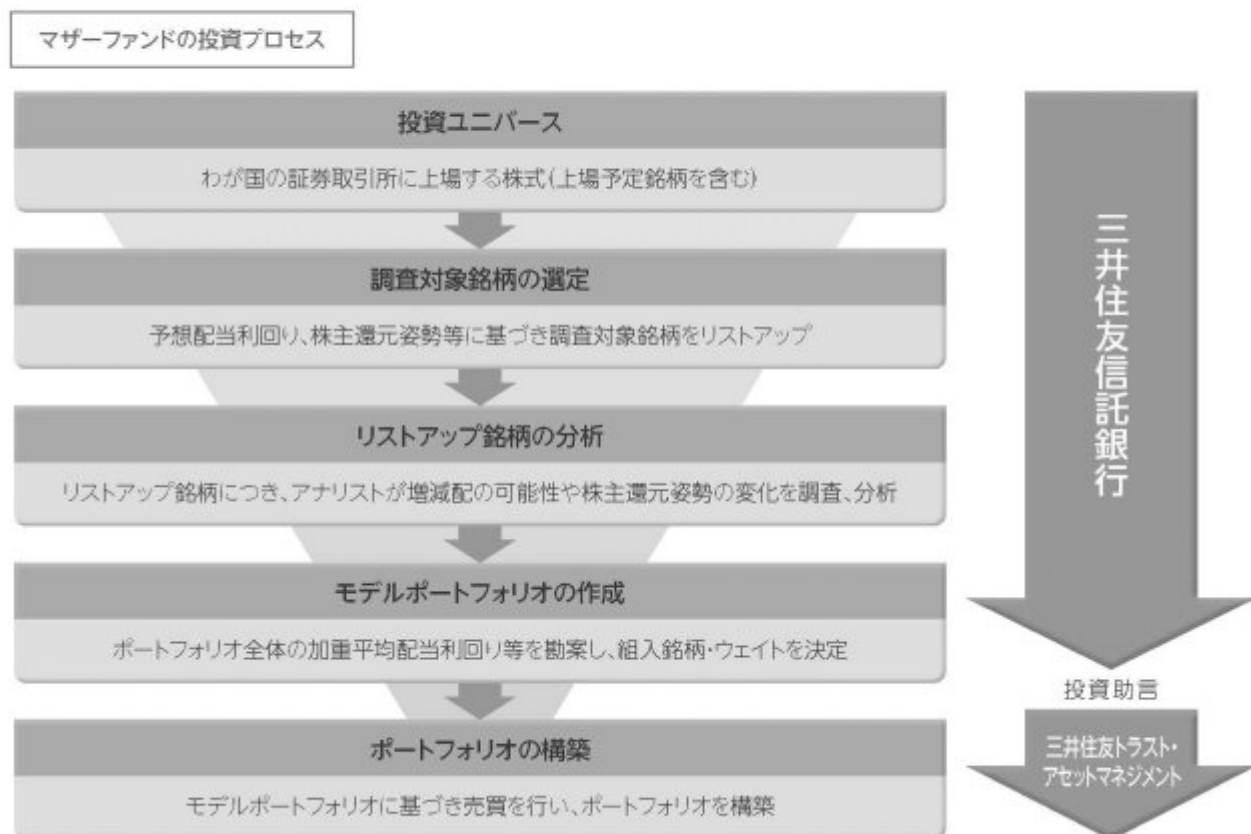 マザーファンドの投資プロセス
投資ユニバース
わが国の証券取引所に上場する株式(上場予定銘柄を含む)
調査対象銘柄の選定
予想配当利回り、株主還元姿勢等に基づき調査対象銘柄をリストアップ
リストアップ銘柄の分析
リストアップ銘柄につき、アナリストが増減配の可能性や株主還元姿勢の変化を調査、分析
モデルポートフォリオの作成
ポートフォリオ全体の加重平均配当利回り等を勘案し、組入銘柄・ウェイトを決定
ポートフォリオの構築
モデルポートフォリオに基づき売買を行い、ポートフォリオを構築
三井住友信託銀行
投資助言
三井住友トラスト・
アセットマネジメント